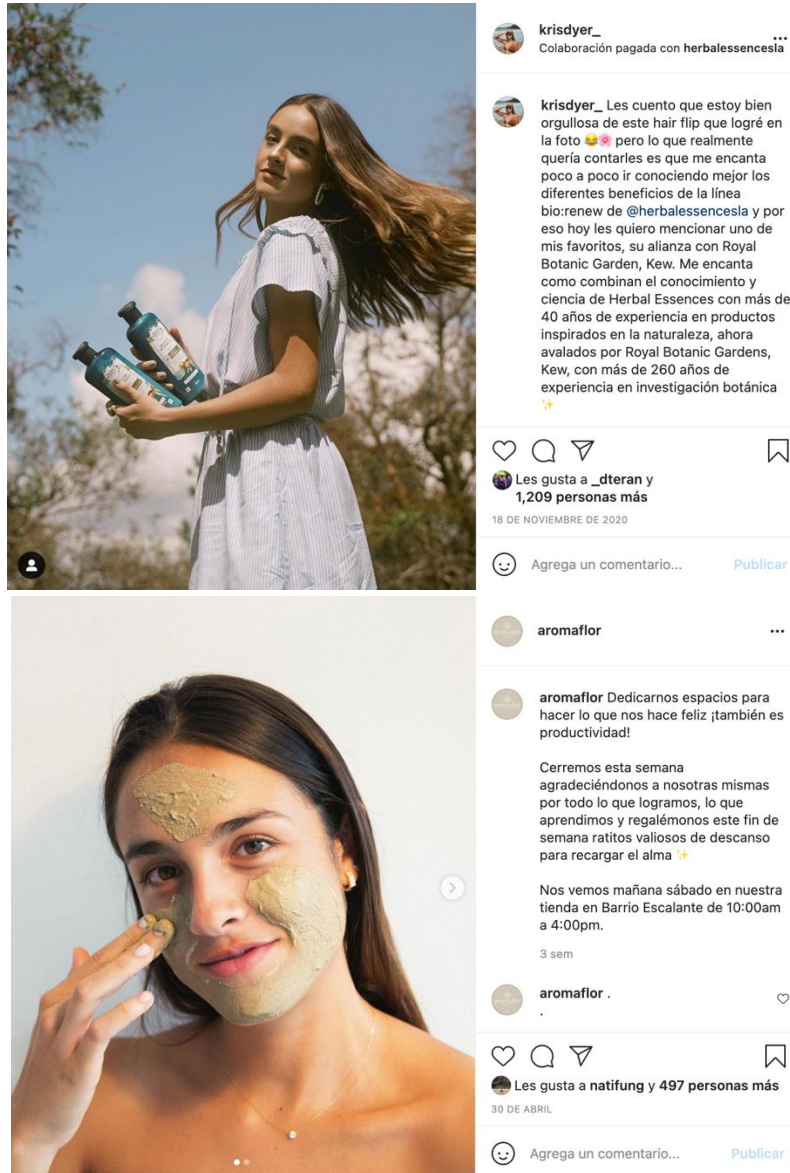 krisdyer_
Colaboración pagada con herbalessencesla
krisdyer_ Les cuento que estoy bien
orgullosa de este hair flip que logré en
la foto 😂🌸 pero lo que realmente
quería contarles es que me encanta
poco a poco ir conociendo mejor los
diferentes beneficios de la línea
bio:renew de @herbalessencesla y por
eso hoy les quiero mencionar uno de
mis favoritos, su alianza con Royal
Botanic Garden, Kew. Me encanta
como combinan el conocimiento y
ciencia de Herbal Essences con más de
40 años de experiencia en productos
inspirados en la naturaleza, ahora
avalados por Royal Botanic Gardens,
Kew, con más de 260 años de
experiencia en investigación botánica
✨
Les gusta a _dteran y
1,209 personas más
18 DE NOVIEMBRE DE 2020
Agrega un comentario... Publicar
aromaflor
aromaflor Dedicarnos espacios para
hacer lo que nos hace feliz ¡también es
productividad!
Cerremos esta semana
agradeciéndonos a nosotras mismas
por todo lo que logramos, lo que
aprendimos y regalémonos este fin de
semana ratitos valiosos de descanso
para recargar el alma ✨
Nos vemos mañana sábado en nuestra
tienda en Barrio Escalante de 10:00am
a 4:00pm.
3 sem
aromaflor .
.
Les gusta a natifung y 497 personas más
30 DE ABRIL
Agrega un comentario... Publicar